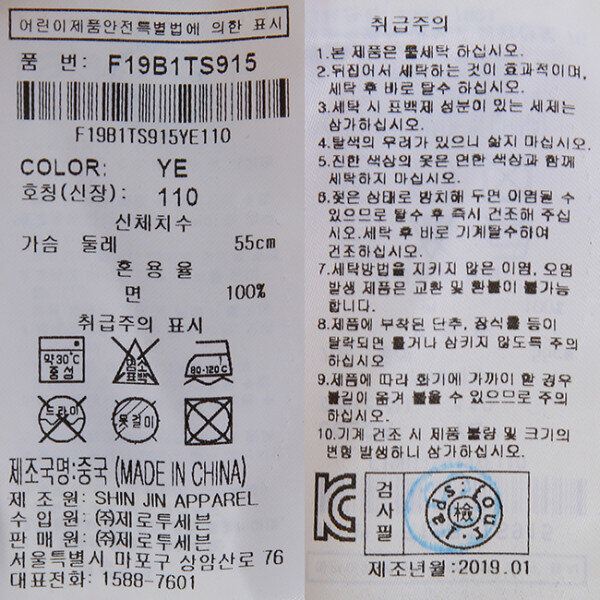 어린이제품안전특별법에 의한 표시
품 번: F19B1TS915
F19B1TS915YE110
COLOR: YE
호칭(신장): 110
신체치수
가슴 둘레 55cm
혼용율
면 100%
취급주의 표시
약30℃
중성
염소
표백
80-120℃
드라이
옷걸이
제조국명:중국 (MADE IN CHINA)
제 조 원: SHIN JIN APPAREL
수 입 원: ㈜제로투세븐
판 매 원: ㈜제로투세븐
서울특별시 마포구 상암산로 76
대표전화: 1588-7601
취급주의
1.본 제품은 물세탁 하십시오.
2.뒤집어서 세탁하는 것이 효과적이며,
세탁 후 바로 탈수 하십시오.
3.세탁 시 표백제 성분이 있는 세제는
삼가하십시오.
4.탈색의 우려가 있으니 삶지 마십시오.
5.진한 색상의 옷은 연한 색상과 함께
세탁하지 마십시오.
6.젖은 상태로 방치해 두면 이염될 수
있으므로 탈수 후 즉시 건조해 주십
시오.세탁 후 바로 기계탈수하여
건조하십시오.
7.세탁방법을 지키지 않은 이염, 오염
발생 제품은 교환 및 환불이 불가능
합니다.
8.제품에 부착된 단추, 장식물 등이
탈락되면 물거나 삼키지 않도록 주의
하십시오
9.제품에 따라 화기에 가까이 할 경우
불길이 옮겨 붙을 수 있으므로 주의
하십시오.
10.기계 건조 시 제품 불량 및 크기의
변형 발생하니 삼가하십시오.
검사필
檢
제조년월:2019.01